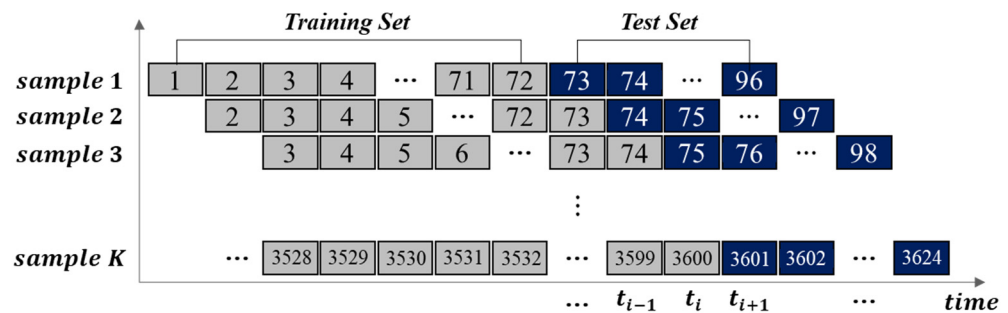 Training Set Test Set
sample 1 1 2 3 4 ... 71 72 73 74 ... 96
sample 2 2 3 4 5 ... 72 73 74 75 ... 97
sample 3 3 4 5 6 ... 73 74 75 76 ... 98
⋮
sample K ... 3528 3529 3530 3531 3532 ... 3599 3600 3601 3602 ... 3624
... t_{i-1} t_i t_{i+1} ... time